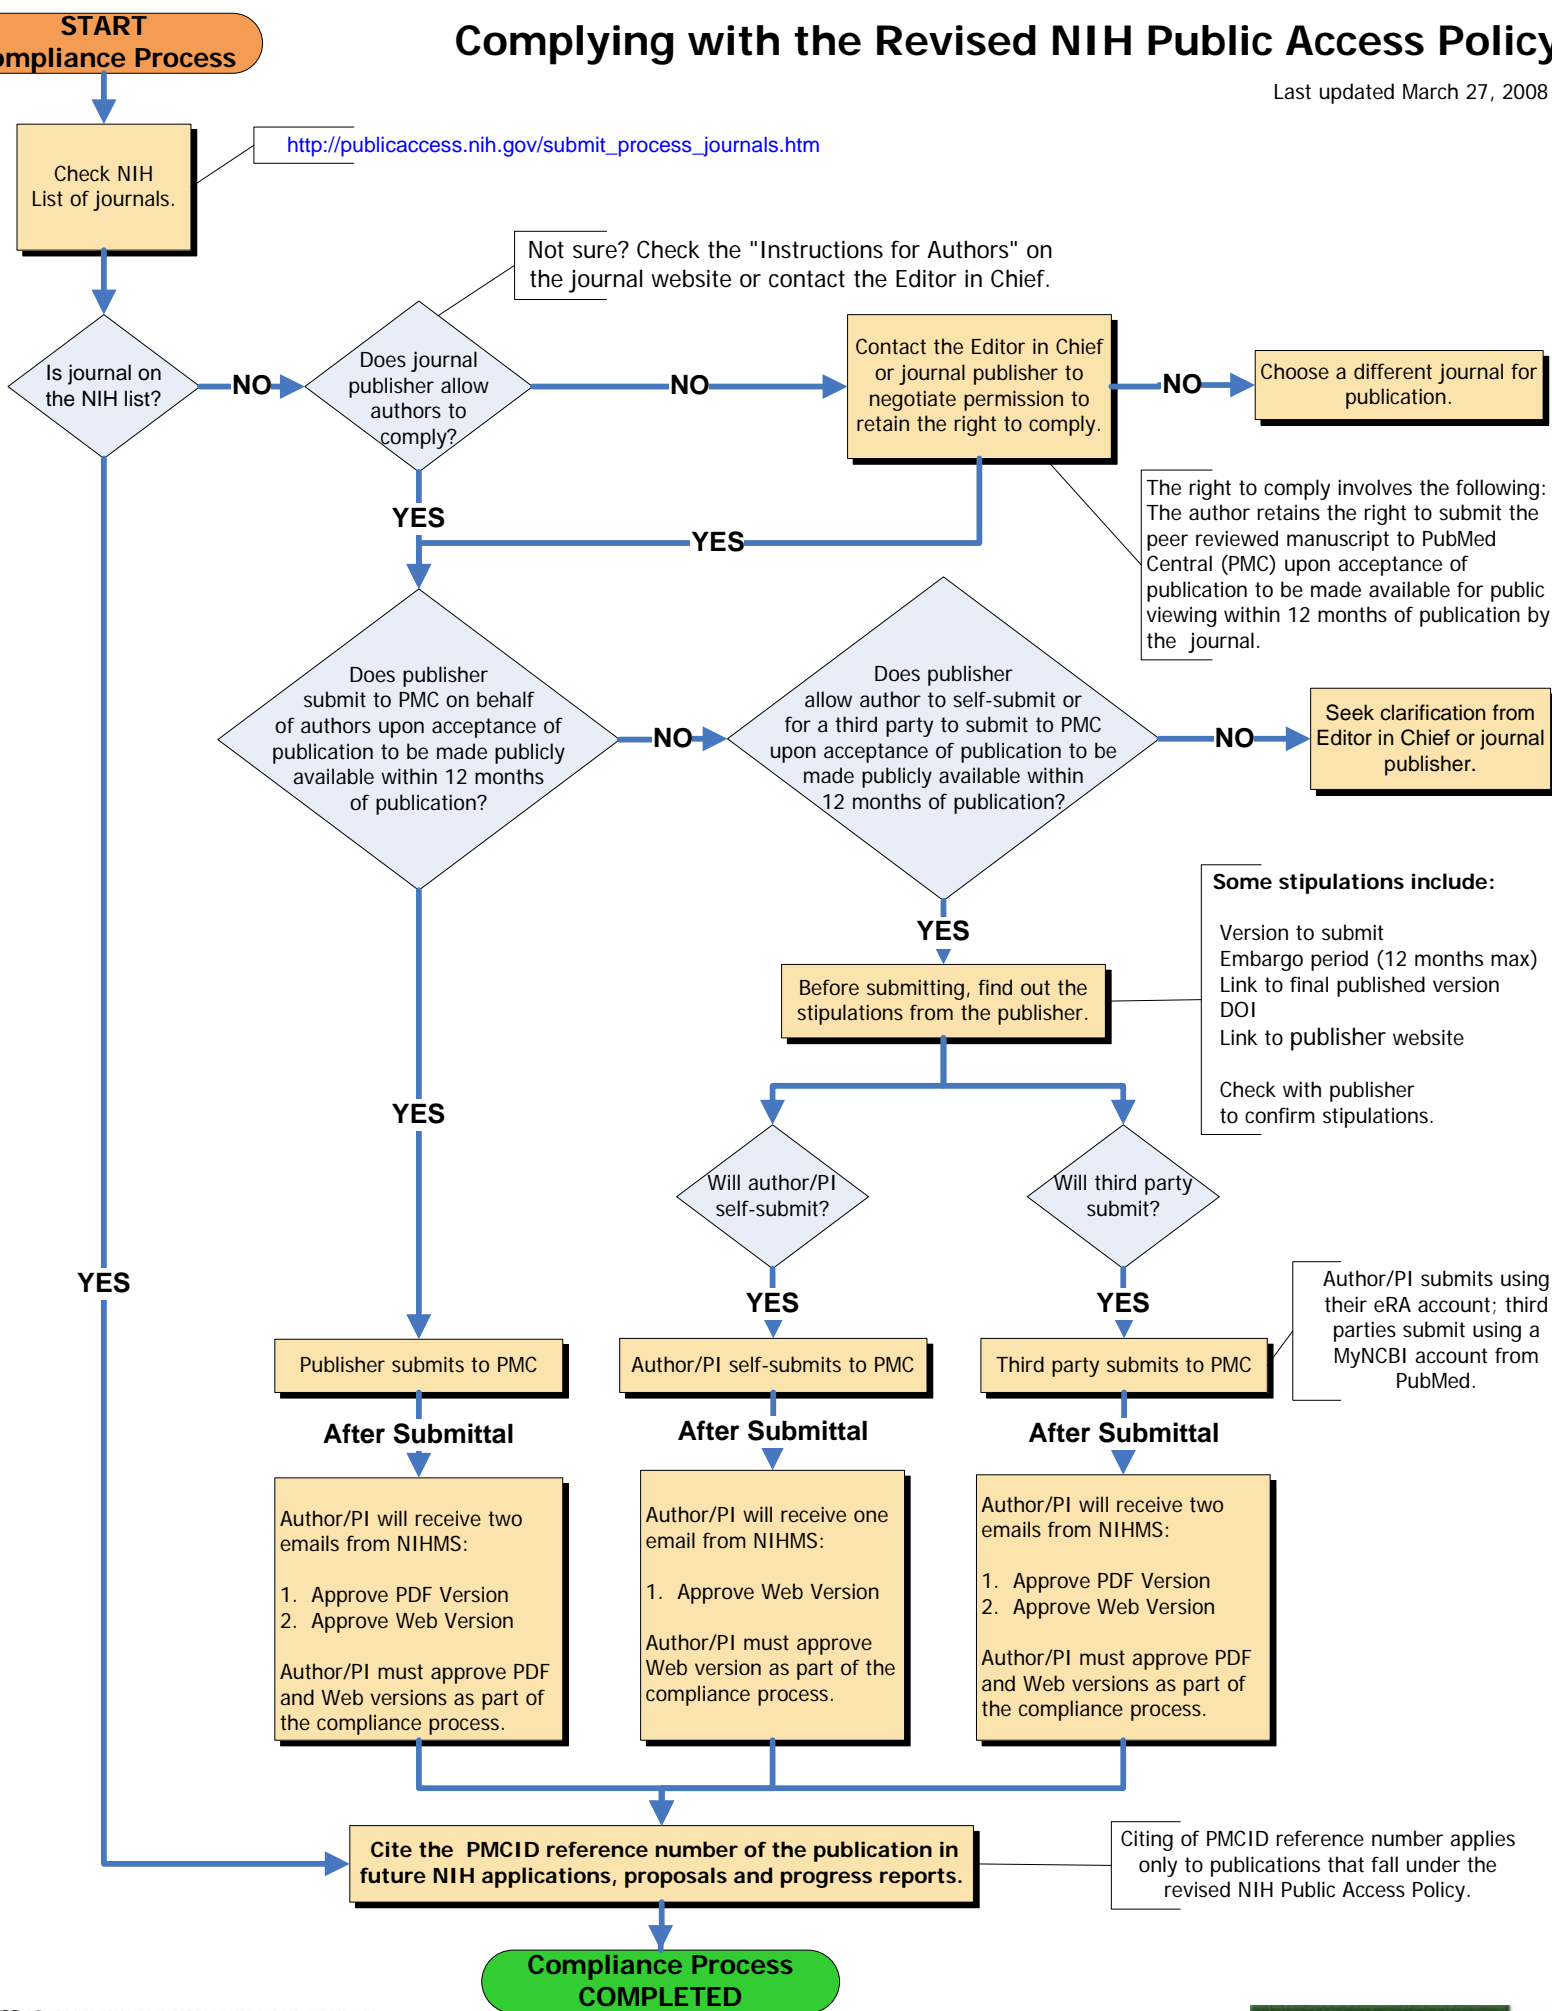 START
ompliance Process
Complying with the Revised NIH Public Access Policy
Last updated March 27, 2008
Check NIH
List of journals.
http://publicaccess.nih.gov/submit_process_journals.htm
Not sure? Check the "Instructions for Authors" on
the journal website or contact the Editor in Chief.
Is journal on
the NIH list?
NO
Does journal
publisher allow
authors to
comply?
NO
Contact the Editor in Chief
or journal publisher to
negotiate permission to
retain the right to comply.
NO
Choose a different journal for
publication.
YES
YES
The right to comply involves the following:
The author retains the right to submit the
peer reviewed manuscript to PubMed
Central (PMC) upon acceptance of
publication to be made available for public
viewing within 12 months of publication by
the journal.
Does publisher
submit to PMC on behalf
of authors upon acceptance of
publication to be made publicly
available within 12 months
of publication?
NO
Does publisher
allow author to self-submit or
for a third party to submit to PMC
upon acceptance of publication to be
made publicly available within
12 months of publication?
NO
Seek clarification from
Editor in Chief or journal
publisher.
YES
Before submitting, find out the
stipulations from the publisher.
Some stipulations include:
Version to submit
Embargo period (12 months max)
Link to final published version
DOI
Link to publisher website
Check with publisher
to confirm stipulations.
YES
Will author/PI
self-submit?
Will third party
submit?
YES
YES
YES
Author/PI submits using
their eRA account; third
parties submit using a
MyNCBI account from
PubMed.
Publisher submits to PMC
Author/PI self-submits to PMC
Third party submits to PMC
After Submittal
After Submittal
After Submittal
Author/PI will receive two
emails from NIHMS:
1. Approve PDF Version
2. Approve Web Version
Author/PI must approve PDF
and Web versions as part of
the compliance process.
Author/PI will receive one
email from NIHMS:
1. Approve Web Version
Author/PI must approve
Web version as part of the
compliance process.
Author/PI will receive two
emails from NIHMS:
1. Approve PDF Version
2. Approve Web Version
Author/PI must approve PDF
and Web versions as part of
the compliance process.
Cite the PMCID reference number of the publication in
future NIH applications, proposals and progress reports.
Citing of PMCID reference number applies
only to publications that fall under the
revised NIH Public Access Policy.
Compliance Process
COMPLETED